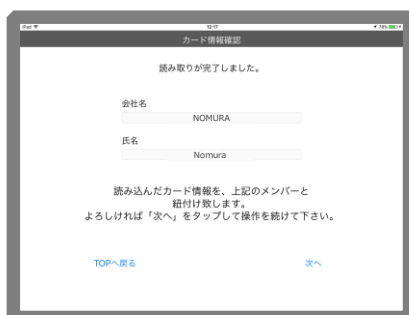 iPad
12:17
78%
カード情報確認
読み取りが完了しました。
会社名
NOMURA
氏名
Nomura
読み込んだカード情報を、上記のメンバーと
紐付け致します。
よろしければ「次へ」をタップして操作を続けて下さい。
TOPへ戻る
次へ